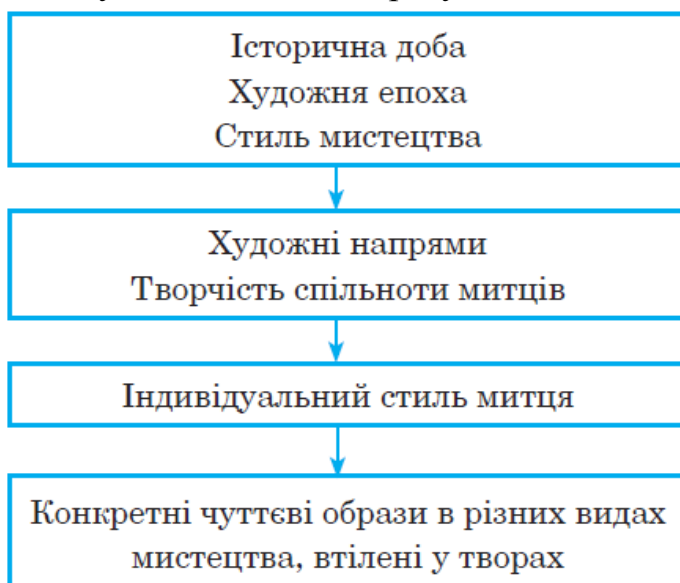 Історична доба
Художня епоха
Стиль мистецтва
Художні напрями
Творчість спільноти митців
Індивідуальний стиль митця
Конкретні чуттєві образи в різних видах
мистецтва, втілені у творах